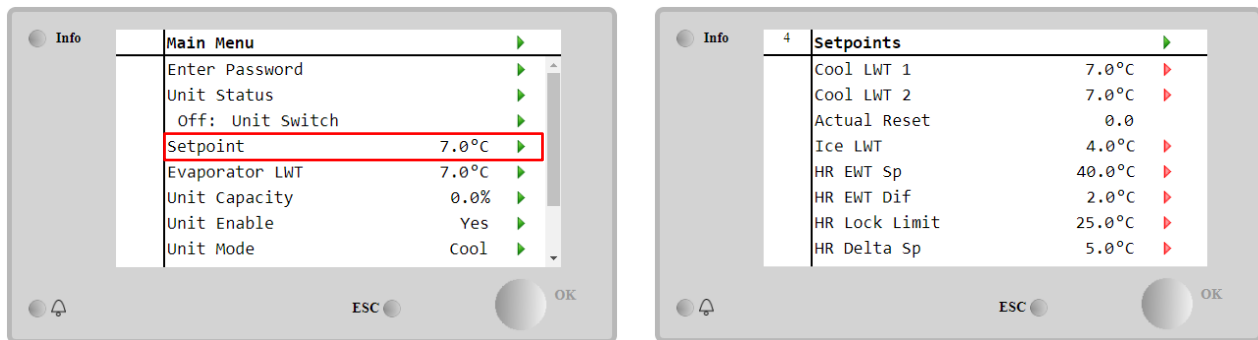 Info
Main Menu
Enter Password
Unit Status
Off: Unit Switch
Setpoint 7.0°C
Evaporator LWT 7.0°C
Unit Capacity 0.0%
Unit Enable Yes
Unit Mode Cool
ESC
OK
Info
4 Setpoints
Cool LWT 1 7.0°C
Cool LWT 2 7.0°C
Actual Reset 0.0
Ice LWT 4.0°C
HR EWT Sp 40.0°C
HR EWT Dif 2.0°C
HR Lock Limit 25.0°C
HR Delta Sp 5.0°C
ESC
OK